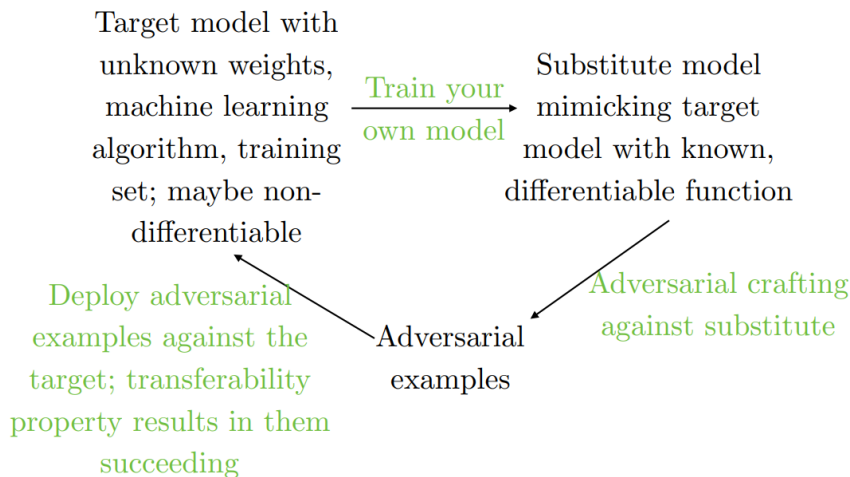 Target model with
unknown weights,
machine learning
algorithm, training
set; maybe non-
differentiable
Train your
own model
Substitute model
mimicking target
model with known,
differentiable function
Adversarial crafting
against substitute
Adversarial
examples
Deploy adversarial
examples against the
target; transferability
property results in them
succeeding